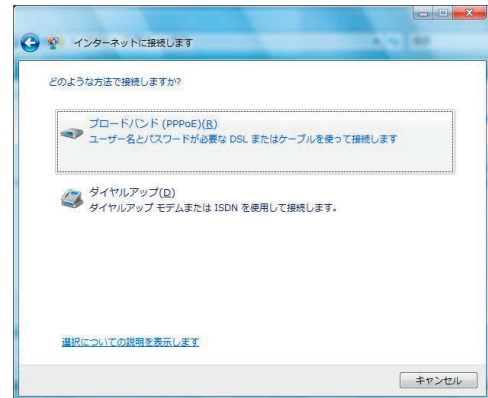 インターネットに接続します
どのような方法で接続しますか?
ブロードバンド (PPPoE)(R)
ユーザー名とパスワードが必要な DSL またはケーブルを使って接続します
ダイヤルアップ(D)
ダイヤルアップ モデムまたは ISDN を使用して接続します。
選択についての説明を表示します
キャンセル